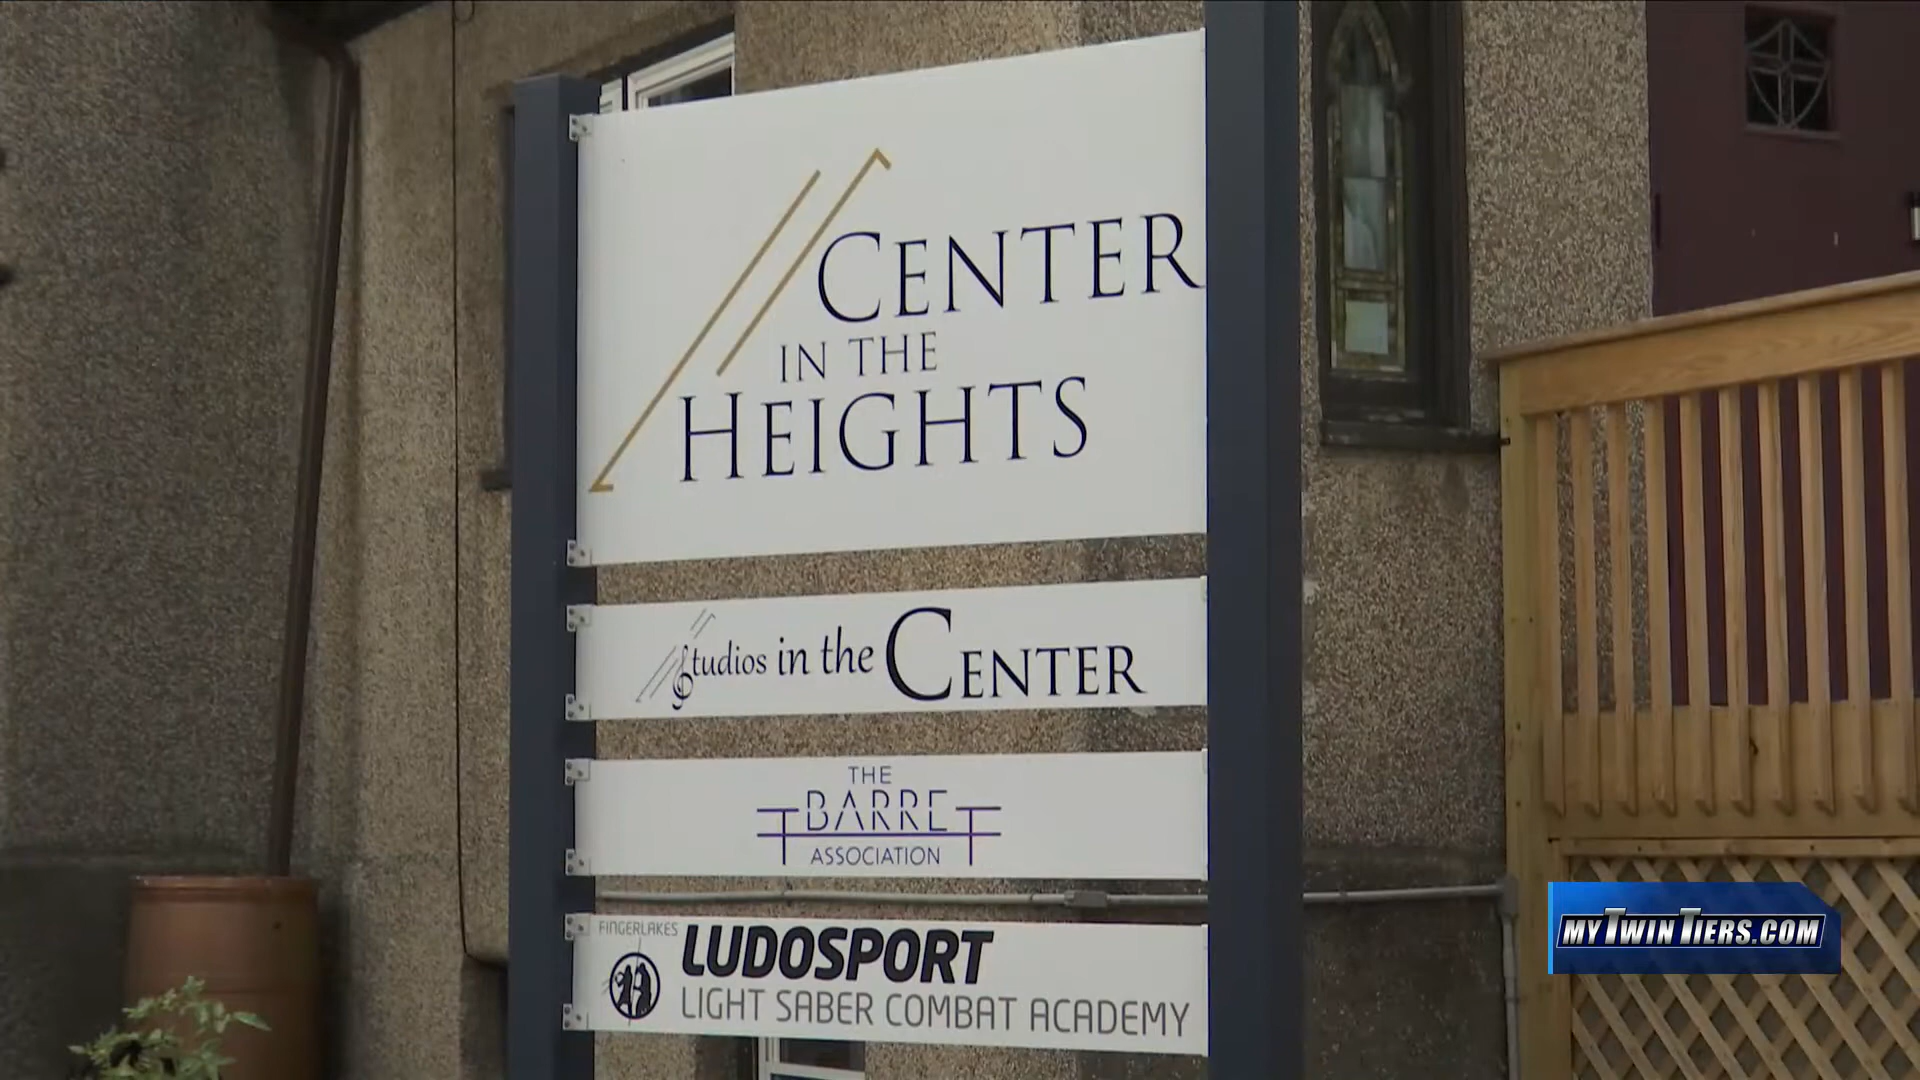 CENTER
IN THE
HEIGHTS
Studios in the CENTER
THE
BARRE
ASSOCIATION
FINGERLAKES
LUDOSPORT
LIGHT SABER COMBAT ACADEMY
MYTWINTIERS.COM